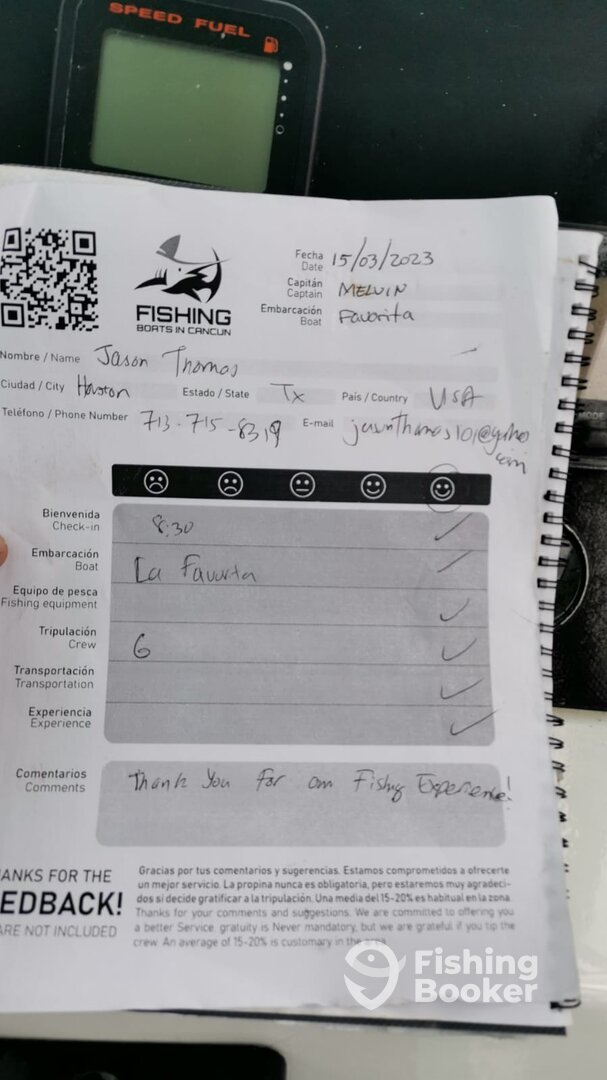 SPEED FUEL
FISHING
BOATS IN CANCUN
Fecha
Date 15/03/2023
Capitán
Captain MELVIN
Embarcación
Boat Favorita
Nombre / Name Jason Thomas
Ciudad / City Houston Estado / State Tx País / Country USA
Teléfono / Phone Number 713-715-8319 E-mail
Bienvenida
Check-in 8:30
Embarcación
Boat La Favorita
Equipo de pesca
Fishing equipment
Tripulación
Crew 6
Transportación
Transportation
Experiencia
Experience
Comentarios
Comments Thank You For om Fishing Experience!
ANKS FOR THE
EDBACK!
ARE NOT INCLUDED
Gracias por tus comentarios y sugerencias. Estamos comprometidos a ofrecerte
un mejor servicio. La propina nunca es obligatoria, pero estaremos muy agradeci-
dos si decide gratificar a la tripulación. Una media del 15-20% es habitual en la zona.
Thanks for your comments and suggestions. We are committed to offering you
a better Service. gratuity is Never mandatory, but we are grateful if you tip the
crew. An average of 15-20% is customary in the area.
Fishing
Booker
MODE